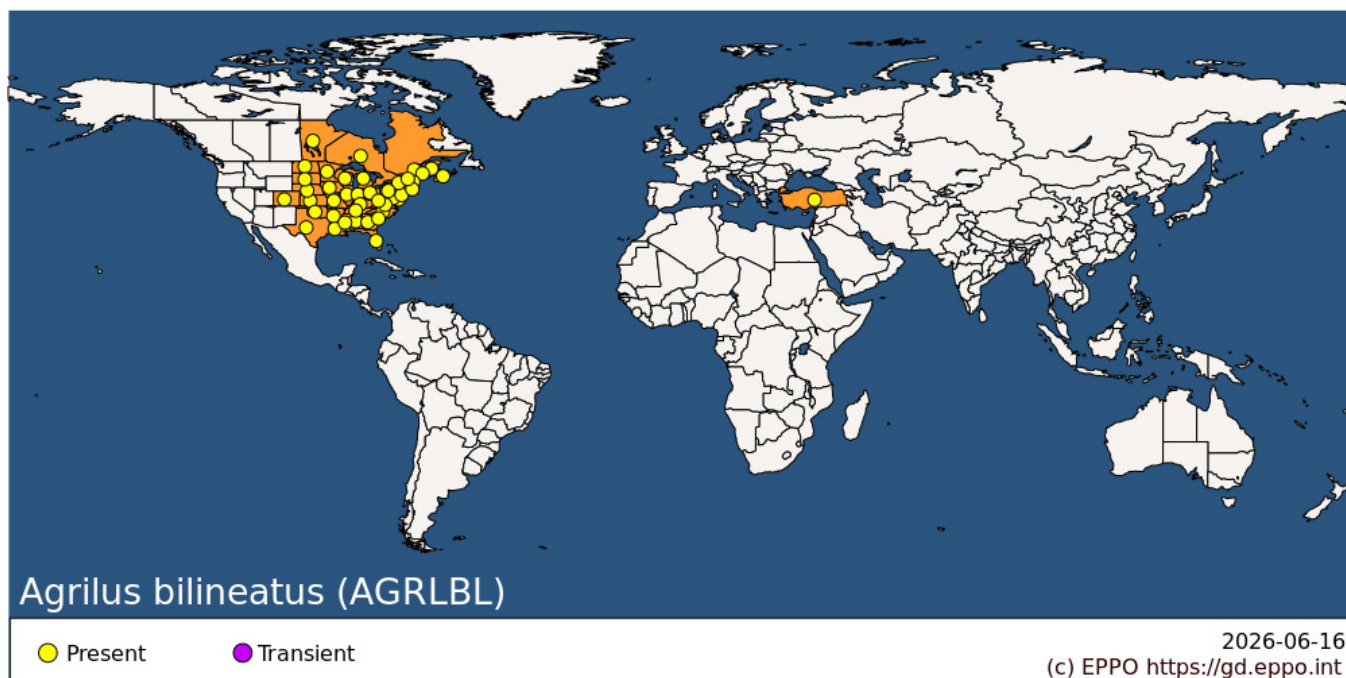 Agrilus bilineatus (AGRLBL)
Present
Transient
2026-06-16
(c) EPPO https://gd.eppo.int